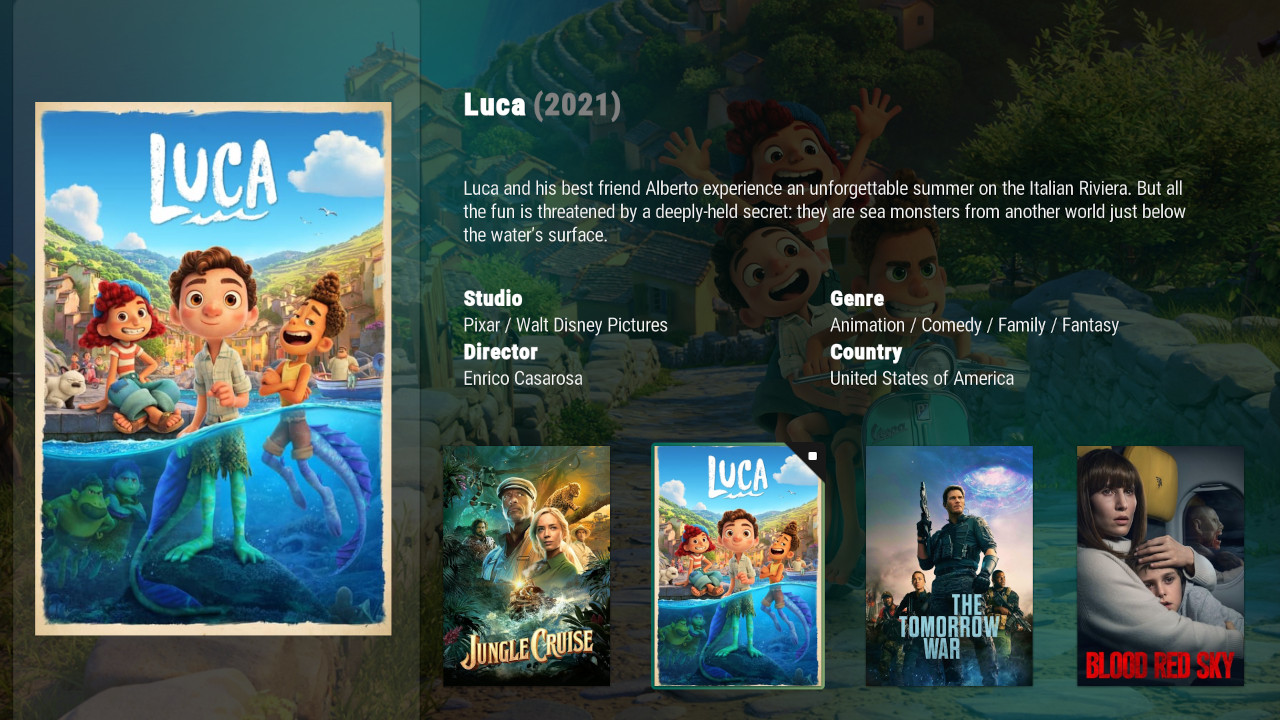 LUCA
Luca (2021)
Luca and his best friend Alberto experience an unforgettable summer on the Italian Riviera. But all
the fun is threatened by a deeply-held secret: they are sea monsters from another world just below
the water's surface.
Studio
Genre
Pixar / Walt Disney Pictures
Animation / Comedy / Family / Fantasy
Director
Country
Enrico Casarosa
United States of America
JUNGLE CRUISE
LUCA
THE
TOMORROW
WAR
BLOOD RED SKY